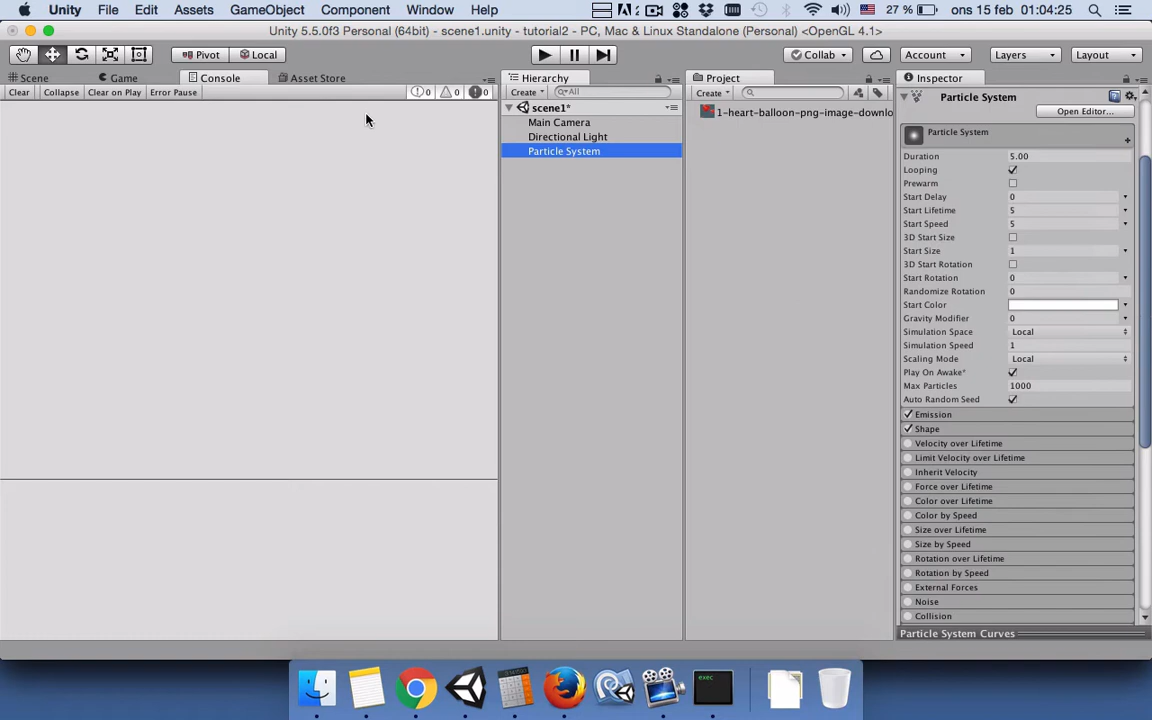 Unity File Edit Assets GameObject Component Window Help 27 % ons 15 feb 01:04:25
Unity 5.5.0f3 Personal (64bit) - scene1.unity - tutorial2 - PC, Mac & Linux Standalone (Personal) <OpenGL 4.1>
Pivot Local Collab Account Layers Layout
Scene Game Console Asset Store Hierarchy Project Inspector
Clear Collapse Clear on Play Error Pause 0 0 0 Create All Create Particle System
scene1* 1-heart-balloon-png-image-downlo Open Editor...
Main Camera
Directional Light
Particle System
Particle System
Duration 5.00
Looping
Prewarm
Start Delay 0
Start Lifetime 5
Start Speed 5
3D Start Size
Start Size 1
3D Start Rotation
Start Rotation 0
Randomize Rotation 0
Start Color
Gravity Modifier 0
Simulation Space Local
Simulation Speed 1
Scaling Mode Local
Play On Awake*
Max Particles 1000
Auto Random Seed
Emission
Shape
Velocity over Lifetime
Limit Velocity over Lifetime
Inherit Velocity
Force over Lifetime
Color over Lifetime
Color by Speed
Size over Lifetime
Size by Speed
Rotation over Lifetime
Rotation by Speed
External Forces
Noise
Collision
Particle System Curves
exec